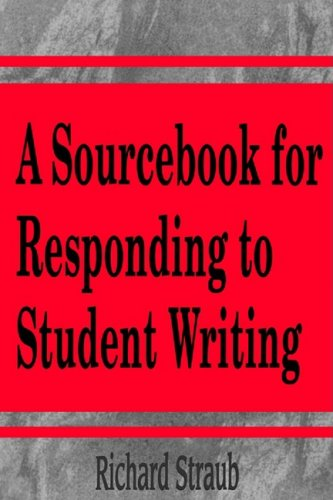 A Sourcebook for
Responding to
Student Writing
Richard Straub